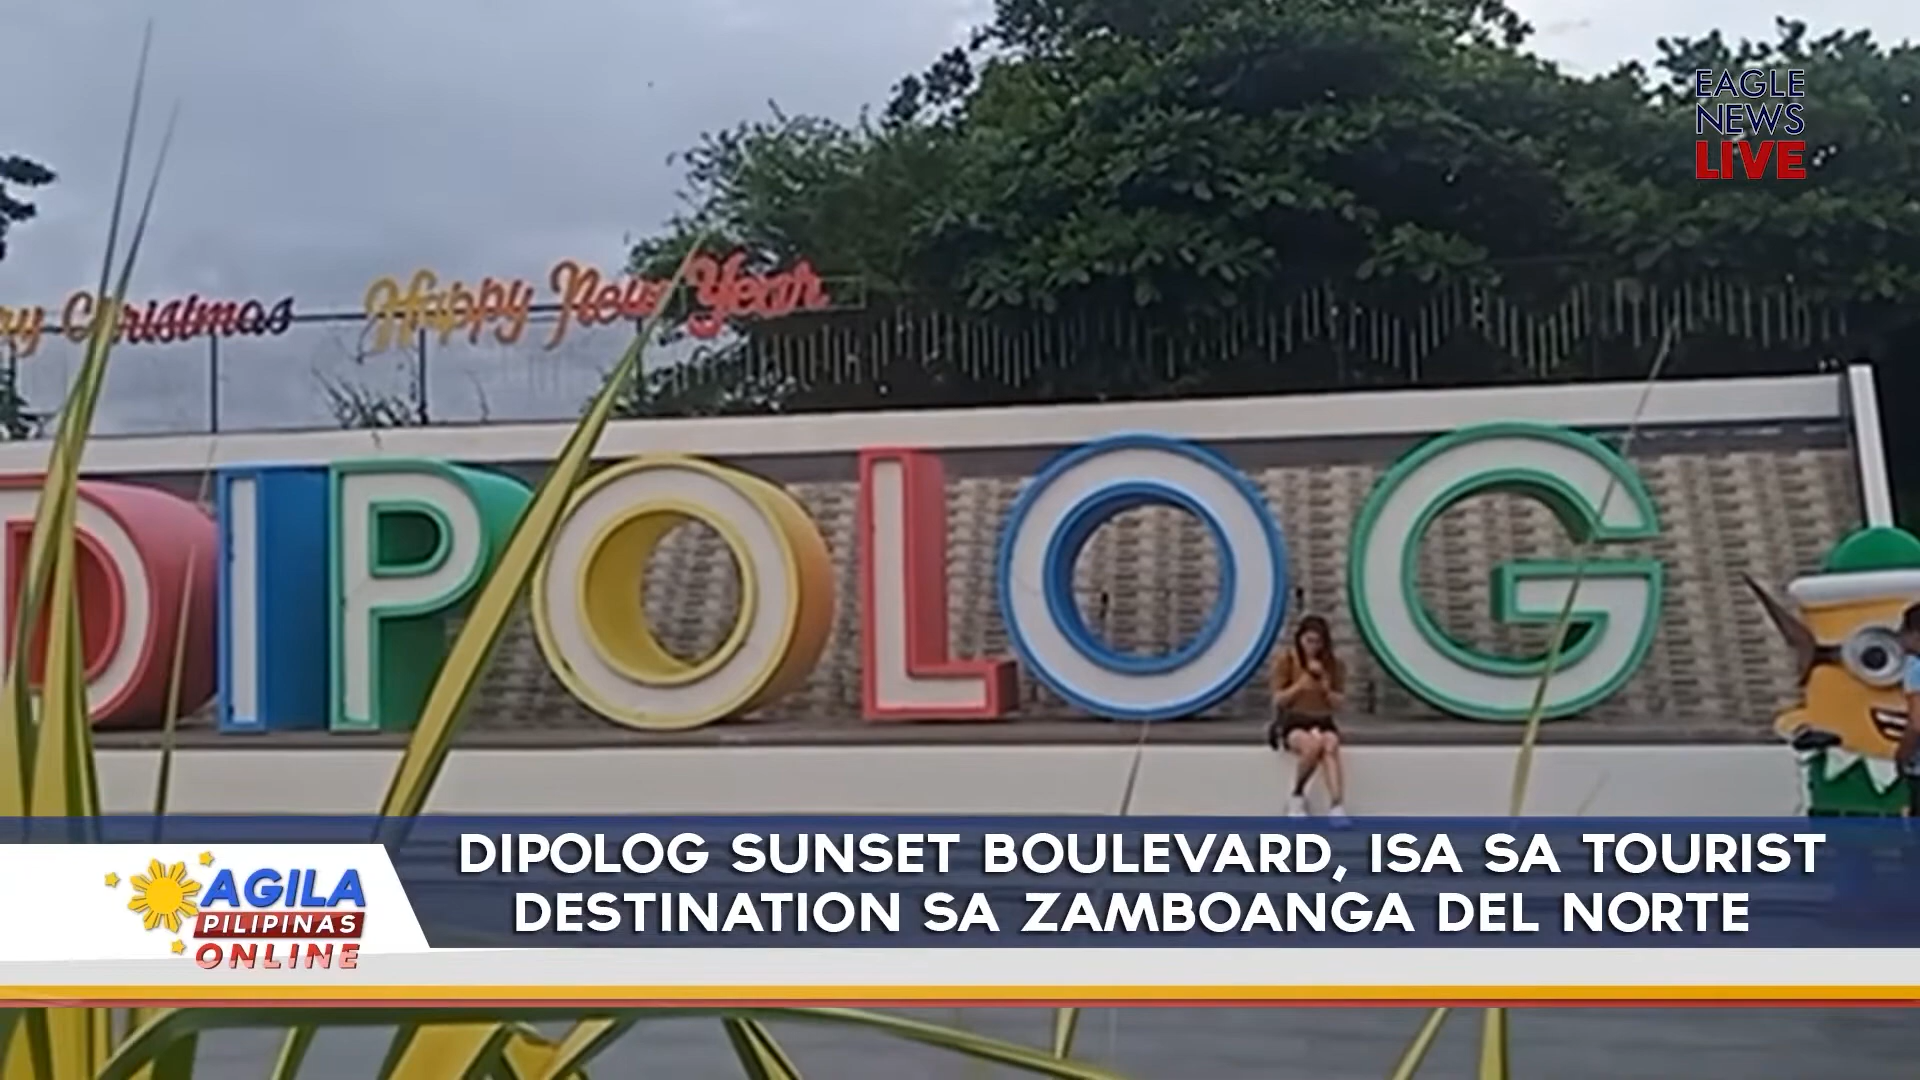 EAGLE
NEWS
LIVE
ry Christmas
Happy New Year
DIPOLOG
DIPOLOG SUNSET BOULEVARD, ISA SA TOURIST
DESTINATION SA ZAMBOANGA DEL NORTE
AGILA
PILIPINAS
ONLINE